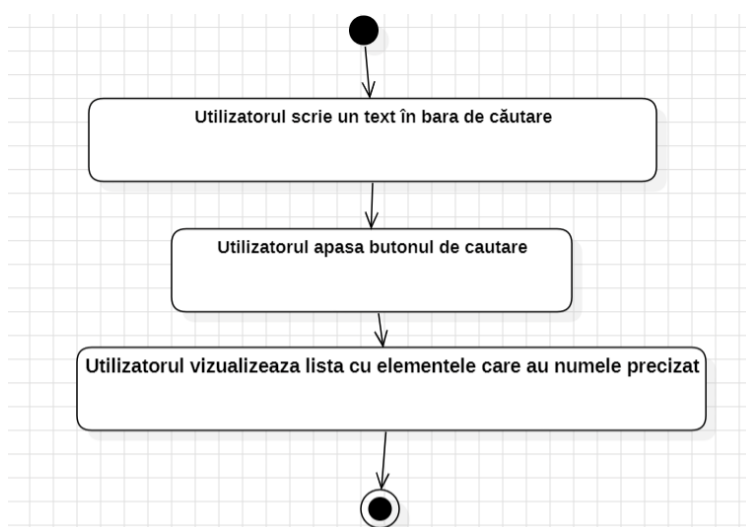 Utilizatorul scrie un text în bara de căutare
Utilizatorul apasa butonul de cautare
Utilizatorul vizualizeaza lista cu elementele care au numele precizat